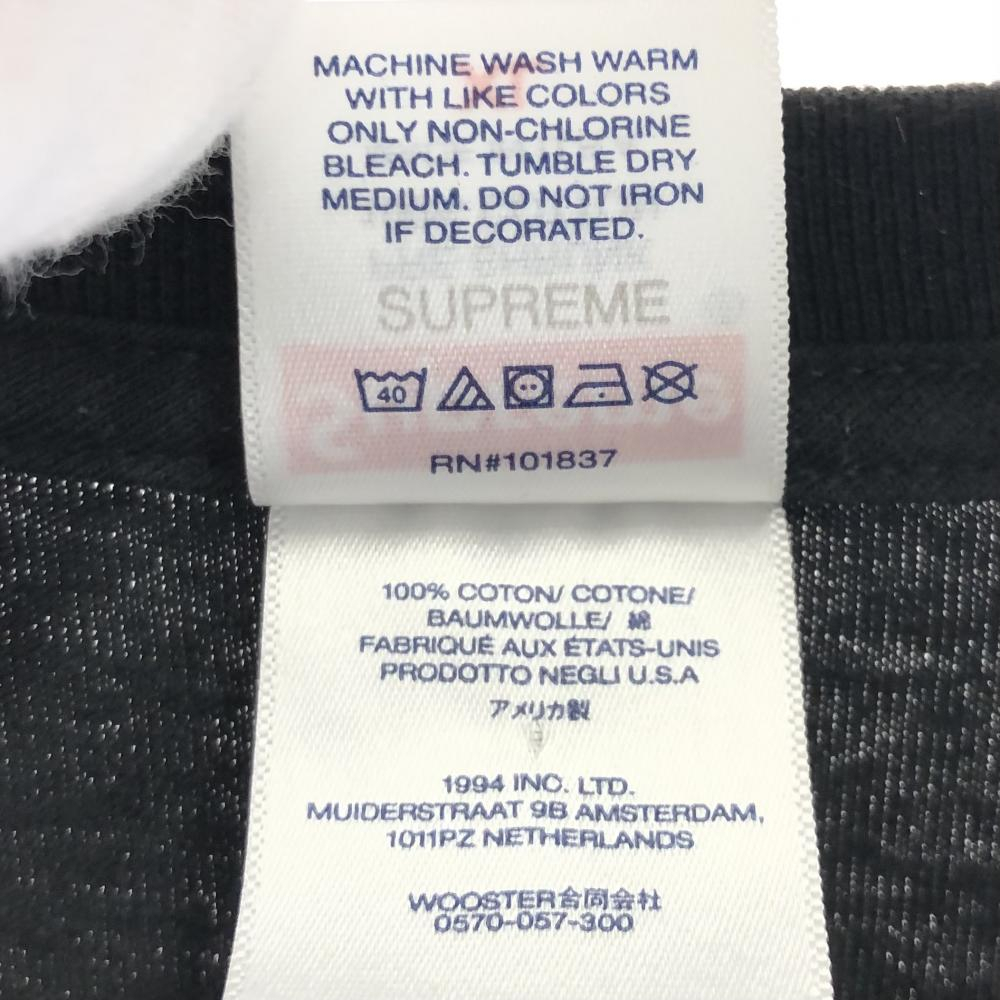 MACHINE WASH WARM
WITH LIKE COLORS
ONLY NON-CHLORINE
BLEACH. TUMBLE DRY
MEDIUM. DO NOT IRON
IF DECORATED.
SUPREME
40
RN#101837
100% COTON/ COTONE/
BAUMWOLLE/ 綿
FABRIQUÉ AUX ÉTATS-UNIS
PRODOTTO NEGLI U.S.A
アメリカ製
1994 INC. LTD.
MUIDERSTRAAT 9B AMSTERDAM,
1011PZ NETHERLANDS
WOOSTER合同会社
0570-057-300